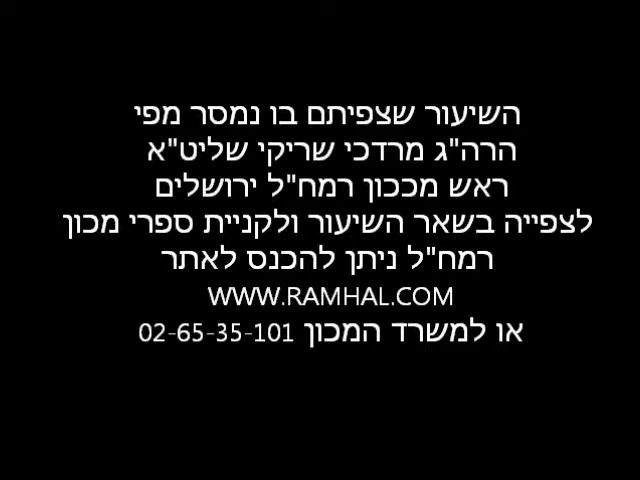 השיעור שצפיתם בו נמסר מפי
הרה"ג מרדכי שריקי שליט"א
ראש מככון רמח"ל ירושלים
לצפייה בשאר השיעור ולקניית ספרי מכון
רמח"ל ניתן להכנס לאתר
WWW.RAMHAL.COM
או למשרד המכון 02-65-35-101